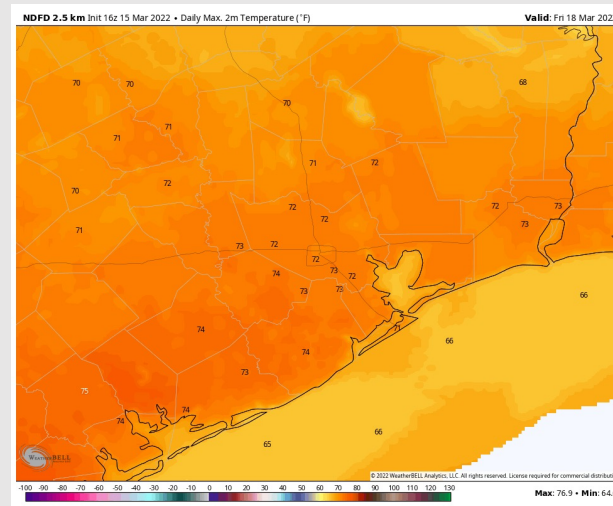 NDFD 2.5 km Init 16z 15 Mar 2022 • Daily Max. 2m Temperature (°F)
Valid: Fri 18 Mar 202
70 70 68
70
71 71
71 72
70 72
72 72 73
72 73
71
73 72
72
74 73 72
73 73
66
74 71
66
74
73
75
74 74
66
65
WeatherBELL
© 2022 WeatherBELL Analytics, LLC. All rights reserved. License required for commercial distributi
-100 -90 -80 -70 -60 -50 -40 -30 -20 -10 0 10 20 30 40 50 60 70 80 90 100 110 120 130
Max: 76.9 • Min: 64.